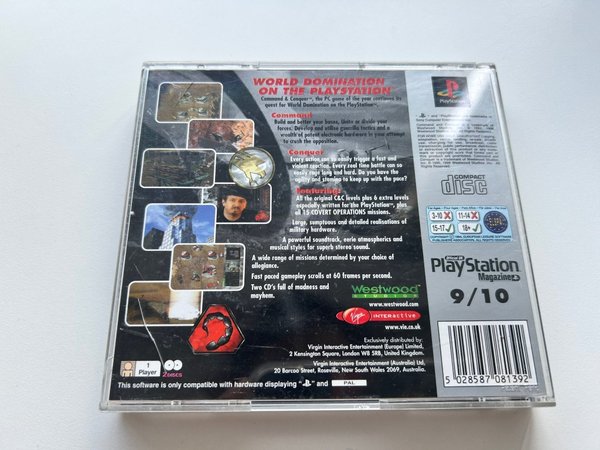 WORLD DOMINATION
ON THE PLAYSTATION
Command & Conquer, the PC game of the year continues its
quest for World Domination on the PlayStation™.
Command
Build and better your bases, Unite or divide your
forces. Develop and utilise guerilla tactics and a
wealth of potent electronic hardware in your attempt
to crush the opposition.
Conquer
Every action can so easily trigger a fast and
violent reaction. Every real time battle can so
easily rage long and hard. Do you have the
agility and stamina to keep up with the pace?
Featuring:
All the original C&C levels plus 6 extra levels
especially written for the PlayStation™, plus
all 15 COVERT OPERATIONS missions.
Large, sumptuous and detailed realisations of
military hardware.
A powerful soundtrack, eerie atmospherics and
musical styles for superb stereo sound.
A wide range of missions determined by your choice of
allegiance.
Fast paced gameplay scrolls at 60 frames per second.
Two CD's full of madness and
mayhem.
Westwood
STUDIOS
www.westwood.com
Virgin INTERACTIVE
www.vie.co.uk
Exclusively distributed by:
Virgin Interactive Entertainment (Europe) Limited,
2 Kensington Square, London W8 5RB, United Kingdom.
Virgin Interactive Entertainment (Australia) Ltd.
20 Barcoo Street, Roseville, New South Wales 2069, Australia.
1
Player
2 DISCS
This software is only compatible with hardware displaying "PS" and PAL
PlayStation
COMPACT
disc
3-10 11-14
15-17 18+
PlayStation
Magazine
9/10
5 028587 081392